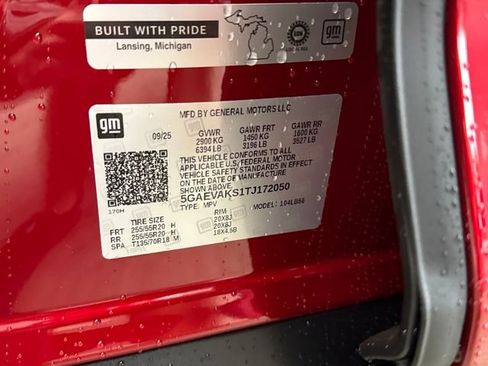 BUILT WITH PRIDE
Lansing, Michigan
gm
gm
MFD BY GENERAL MOTORS LLC
09/25 GVWR GAWR FRT GAWR RR
2900 KG 1450 KG 1600 KG
6394 LB 3196 LB 3527 LB
THIS VEHICLE CONFORMS TO ALL
APPLICABLE U.S. FEDERAL MOTOR
VEHICLE SAFETY STANDARDS IN EFFECT
ON THE DATE OF MANUFACTURE
SHOWN ABOVE.
5GAEVAKS1TJ172050
TYPE: MPV MODEL: 104LB56
TIRE SIZE RIM
FRT 255/55R20 H 20X8J
RR 255/55R20 H 20X8J
SPA T135/70R18 M 18X4.5B